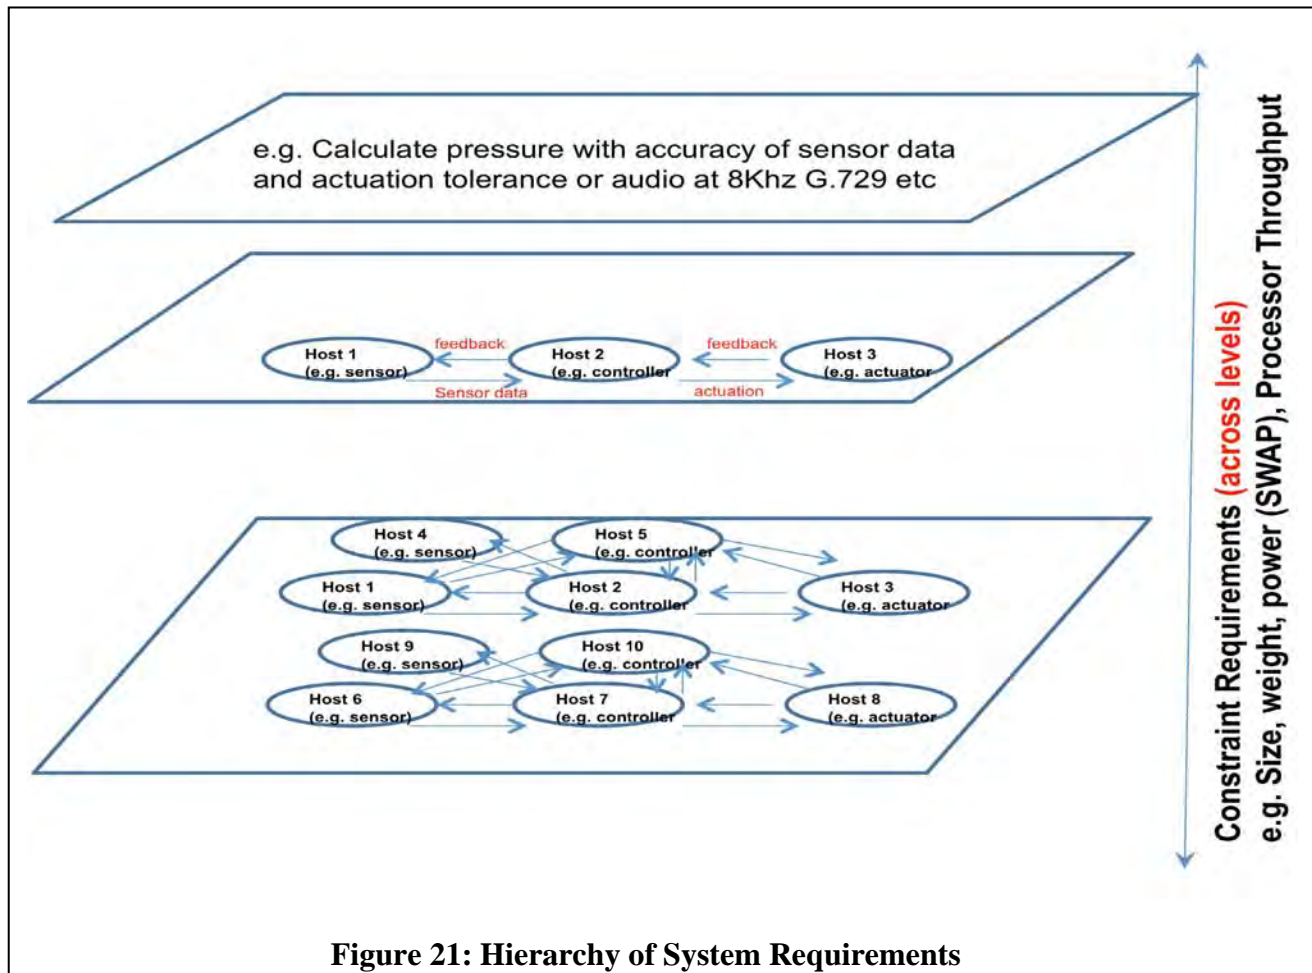 e.g. Calculate pressure with accuracy of sensor data
and actuation tolerance or audio at 8Khz G.729 etc
Host 1
(e.g. sensor)
feedback
Sensor data
Host 2
(e.g. controller
feedback
actuation
Host 3
(e.g. actuator
Host 4
(e.g. sensor)
Host 5
(e.g. controller
Host 1
(e.g. sensor)
Host 2
(e.g. controller
Host 3
(e.g. actuator
Host 9
(e.g. sensor)
Host 10
(e.g. controller
Host 6
(e.g. sensor)
Host 7
(e.g. controller
Host 8
(e.g. actuator
Constraint Requirements (across levels)
e.g. Size, weight, power (SWAP), Processor Throughput
Figure 21: Hierarchy of System Requirements